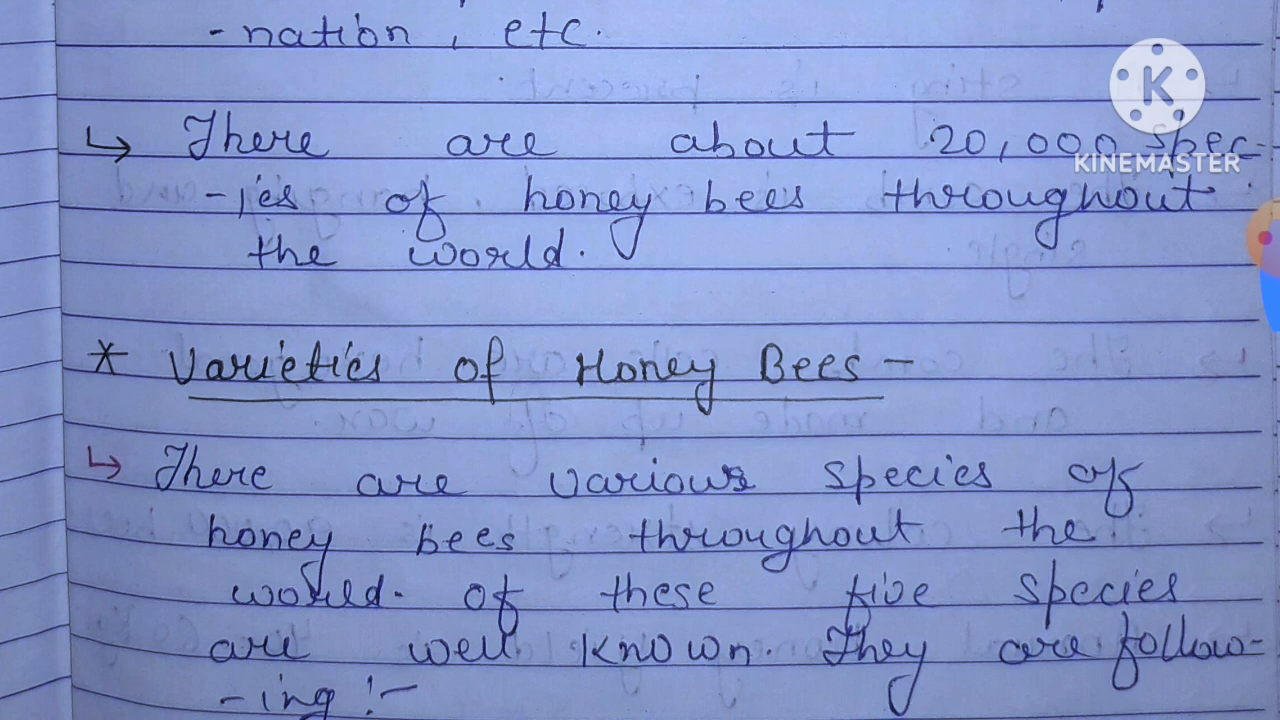 -nation, etc.
K
KINEMASTER
↳ There are about 20,000 spec-
-ies of honey bees throughout
the world.
* Varieties of Honey Bees -
↳ There are various species of
honey bees throughout the
world. Of these five species
are well known. They are follow-
-ing :-